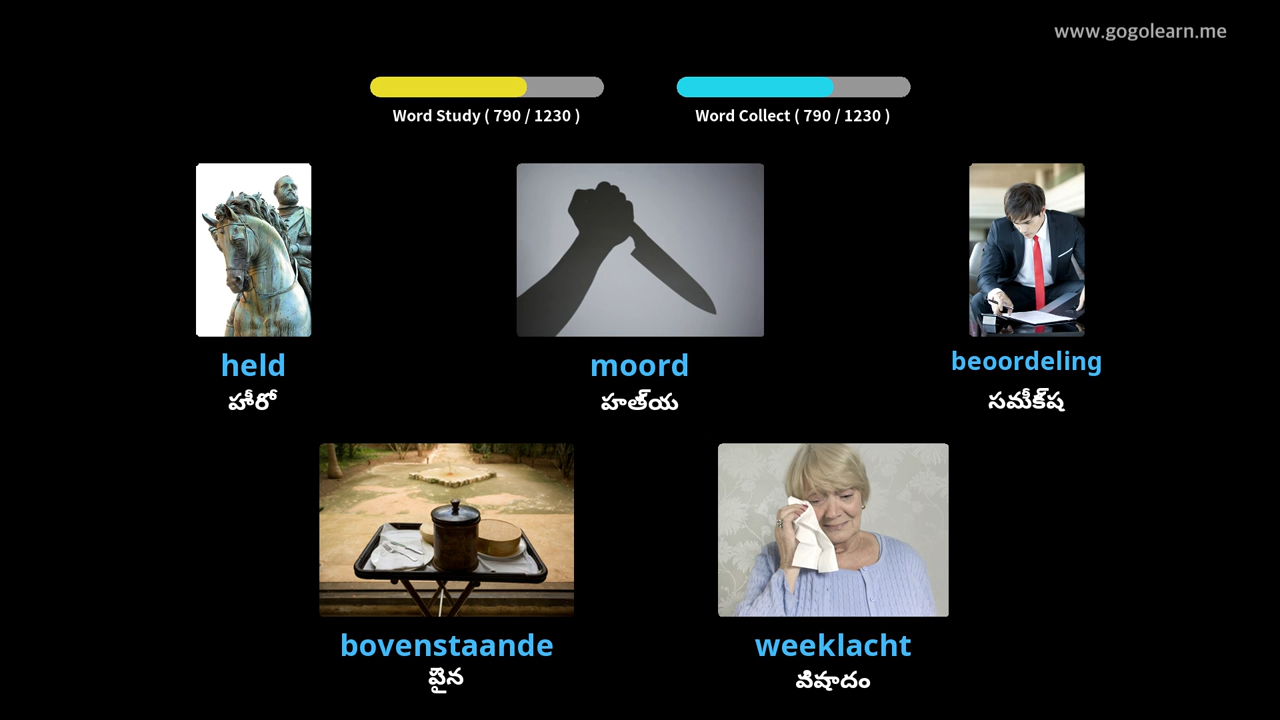 www.gogolearn.me
Word Study ( 790 / 1230 )
Word Collect ( 790 / 1230 )
held
హీరో
moord
హత్య
beoordeling
సమీక్ష
bovenstaande
పైన
weeklacht
విషాదం